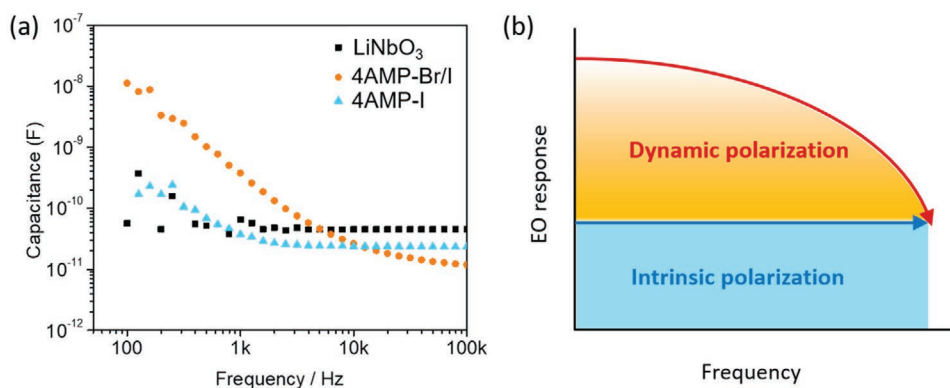 (a)
Capacitance (F)
10⁻⁷
10⁻⁸
10⁻⁹
10⁻¹⁰
10⁻¹¹
10⁻¹²
LiNbO₃
4AMP-Br/I
4AMP-I
100
1k
10k
100k
Frequency / Hz
(b)
EO response
Dynamic polarization
Intrinsic polarization
Frequency